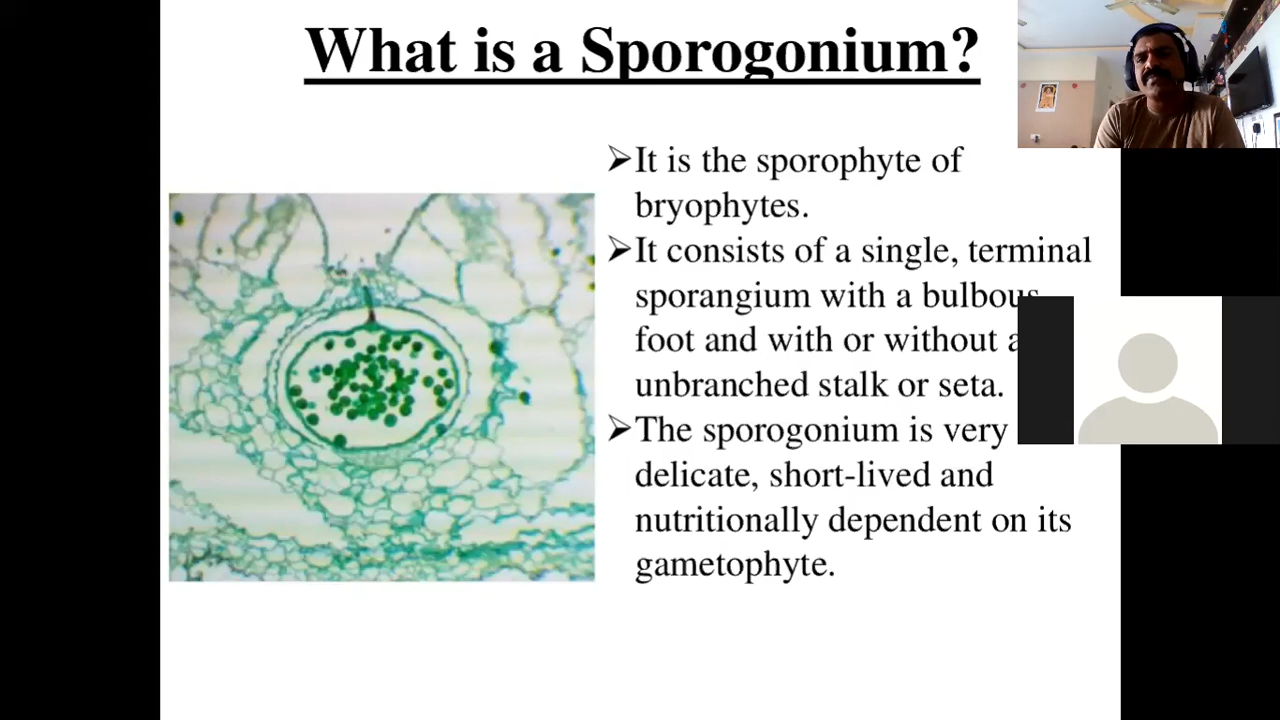 What is a Sporogonium?
➢It is the sporophyte of
bryophytes.
➢It consists of a single, terminal
sporangium with a bulbous
foot and with or without
unbranched stalk or seta.
➢The sporogonium is very
delicate, short-lived and
nutritionally dependent on its
gametophyte.